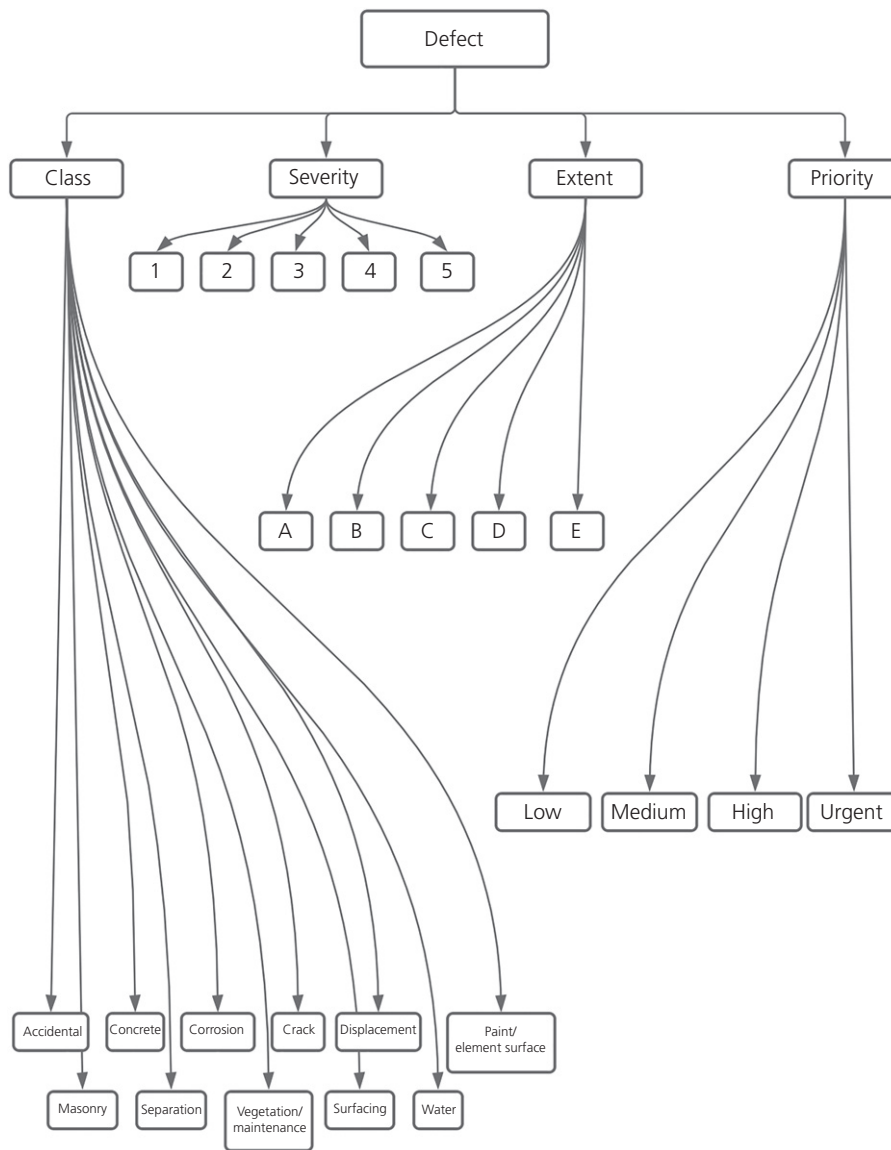 Defect
Class
Severity
Extent
Priority
1
2
3
4
5
A
B
C
D
E
Low
Medium
High
Urgent
Accidental
Concrete
Corrosion
Crack
Displacement
Paint/
element surface
Masonry
Separation
Vegetation/
maintenance
Surfacing
Water